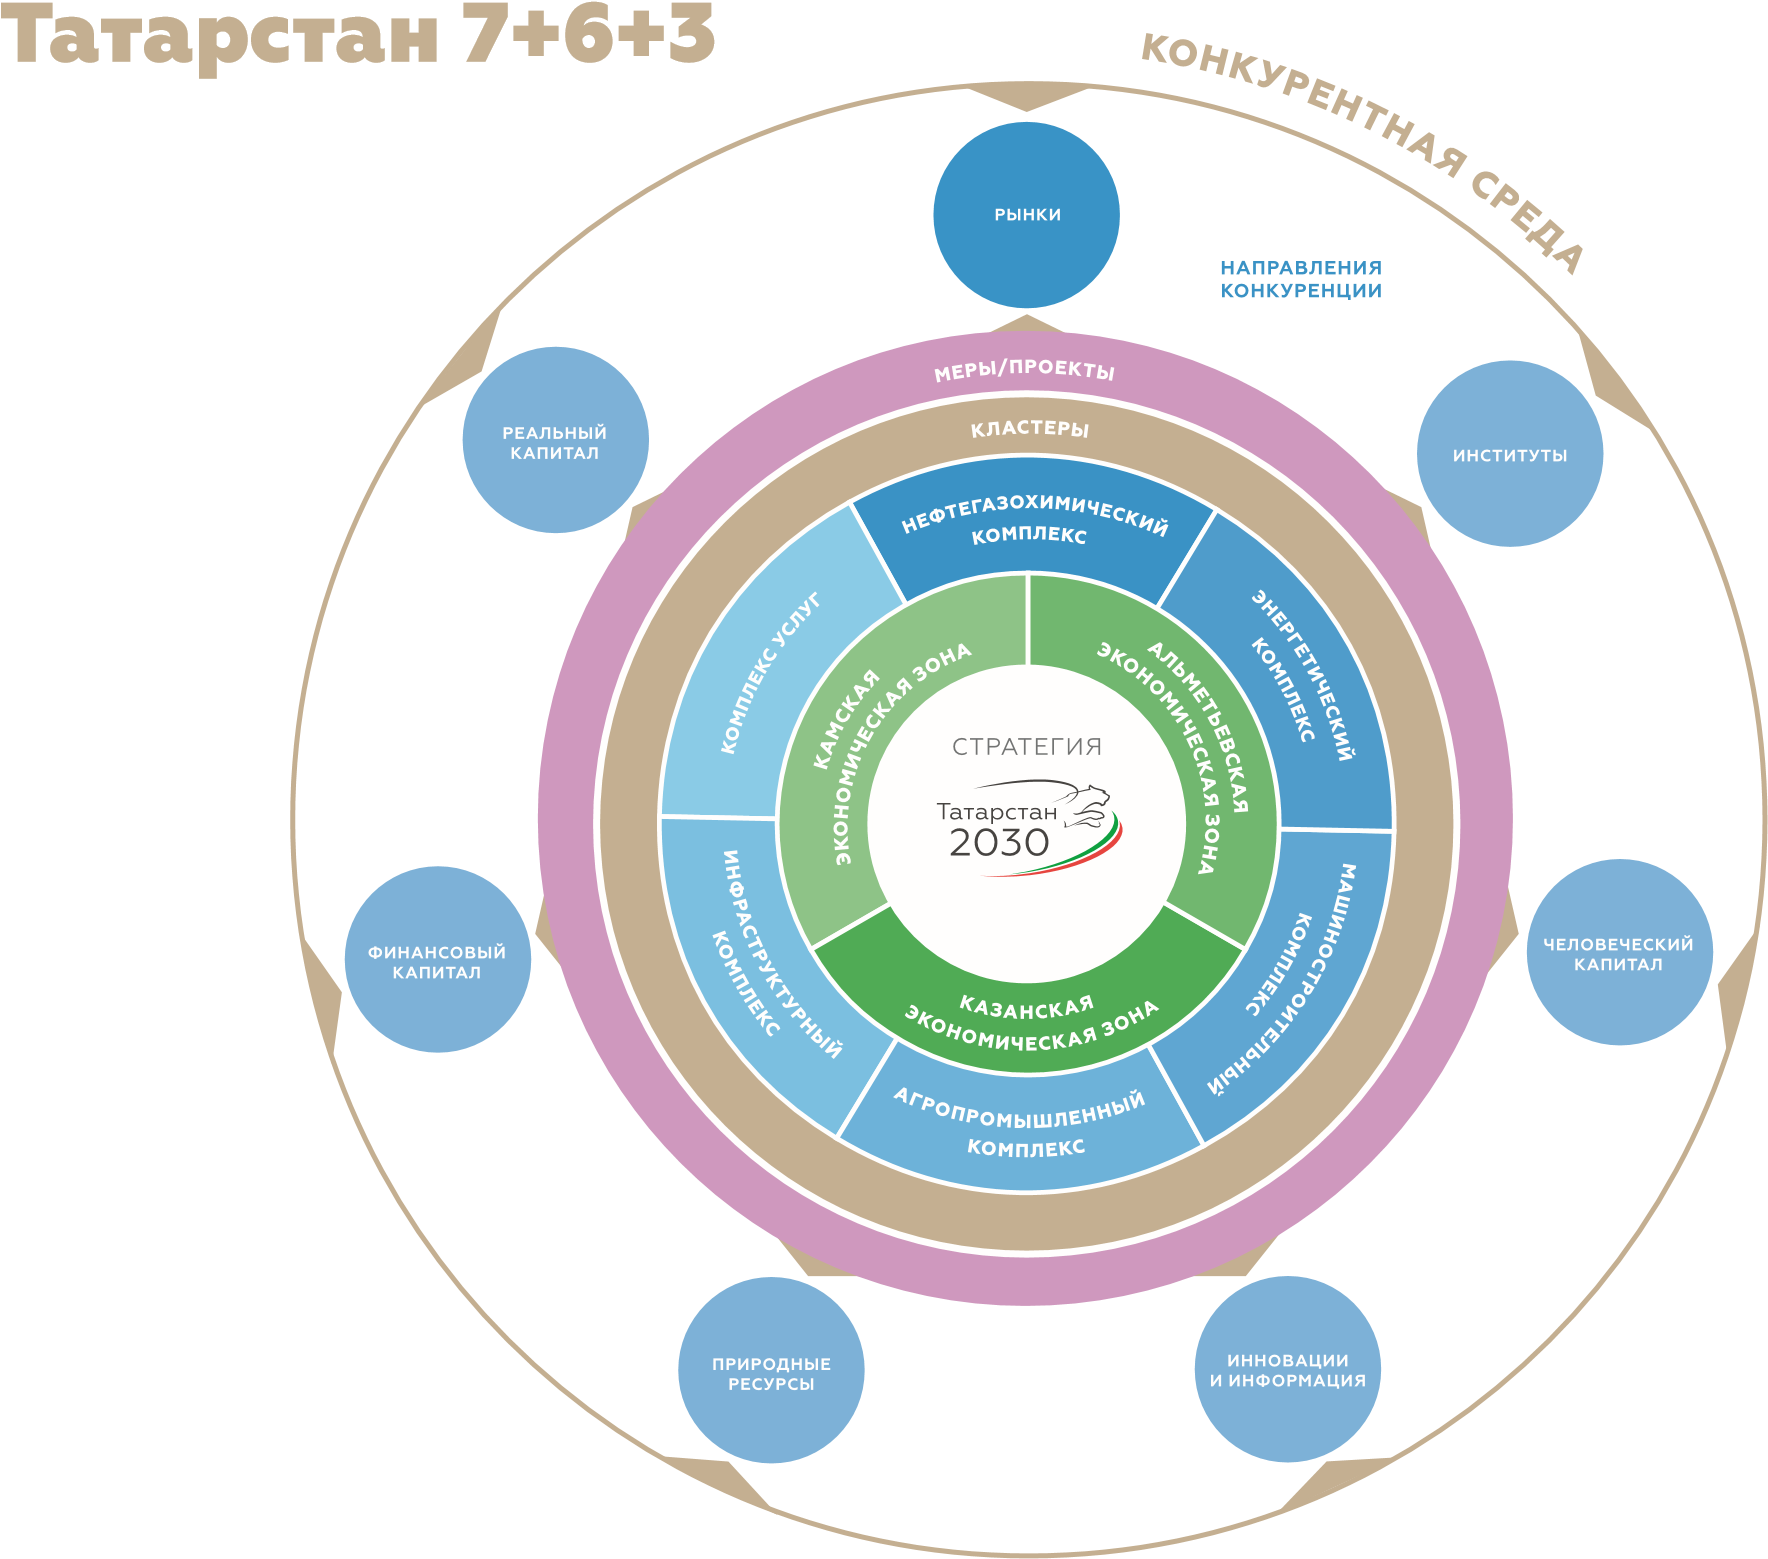 Татарстан 7+6+3
КОНКУРЕНТНАЯ СРЕДА
РЫНКИ
НАПРАВЛЕНИЯ
КОНКУРЕНЦИИ
РЕАЛЬНЫЙ
КАПИТАЛ
ИНСТИТУТЫ
МЕРЫ/ПРОЕКТЫ
КЛАСТЕРЫ
НЕФТЕГАЗОХИМИЧЕСКИЙ
КОМПЛЕКС
ЭНЕРГЕТИЧЕСКИЙ
КОМПЛЕКС
КОМПЛЕКС УСЛУГ
КАМСКАЯ
ЭКОНОМИЧЕСКАЯ ЗОНА
АЛЬМЕТЬЕВСКАЯ
ЭКОНОМИЧЕСКАЯ ЗОНА
СТРАТЕГИЯ
Татарстан
2030
ИНФРАСТРУКТУРНЫЙ
КОМПЛЕКС
МАШИНОСТРОИТЕЛЬНЫЙ
КОМПЛЕКС
ФИНАНСОВЫЙ
КАПИТАЛ
ЧЕЛОВЕЧЕСКИЙ
КАПИТАЛ
КАЗАНСКАЯ
ЭКОНОМИЧЕСКАЯ ЗОНА
АГРОПРОМЫШЛЕННЫЙ
КОМПЛЕКС
ПРИРОДНЫЕ
РЕСУРСЫ
ИННОВАЦИИ
И ИНФОРМАЦИЯ